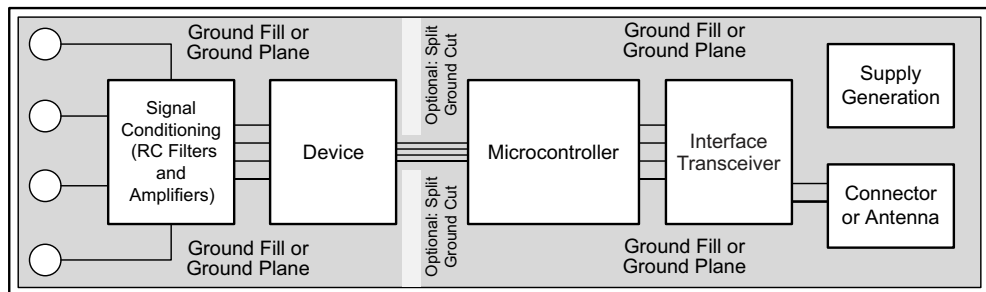 Ground Fill or
Ground Plane
Optional: Split
Ground Cut
Ground Fill or
Ground Plane
Signal
Conditioning
(RC Filters
and
Amplifiers)
Device
Microcontroller
Interface
Transceiver
Supply
Generation
Connector
or Antenna
Ground Fill or
Ground Plane
Optional: Split
Ground Cut
Ground Fill or
Ground Plane